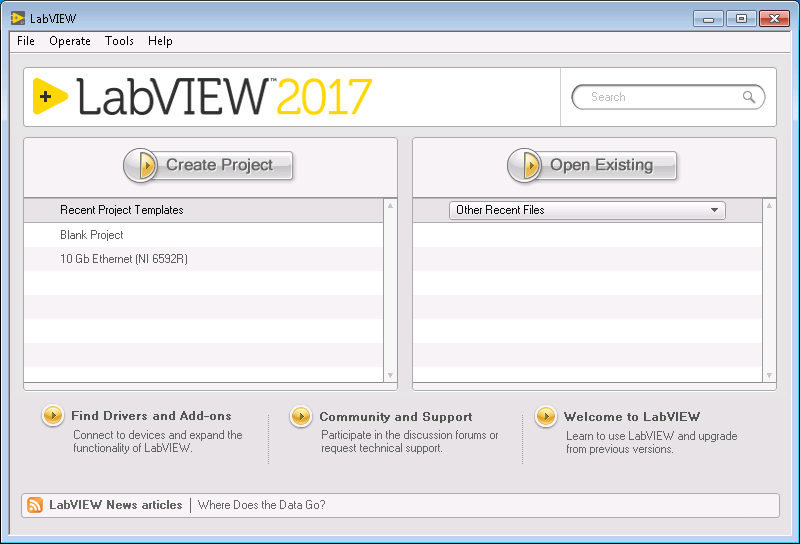 LabVIEW
File Operate Tools Help
LabVIEW™ 2017
Search
Create Project
Open Existing
Recent Project Templates
Other Recent Files
Blank Project
10 Gb Ethernet (NI 6592R)
Find Drivers and Add-ons
Connect to devices and expand the
functionality of LabVIEW.
Community and Support
Participate in the discussion forums or
request technical support.
Welcome to LabVIEW
Learn to use LabVIEW and upgrade
from previous versions.
LabVIEW News articles | Where Does the Data Go?